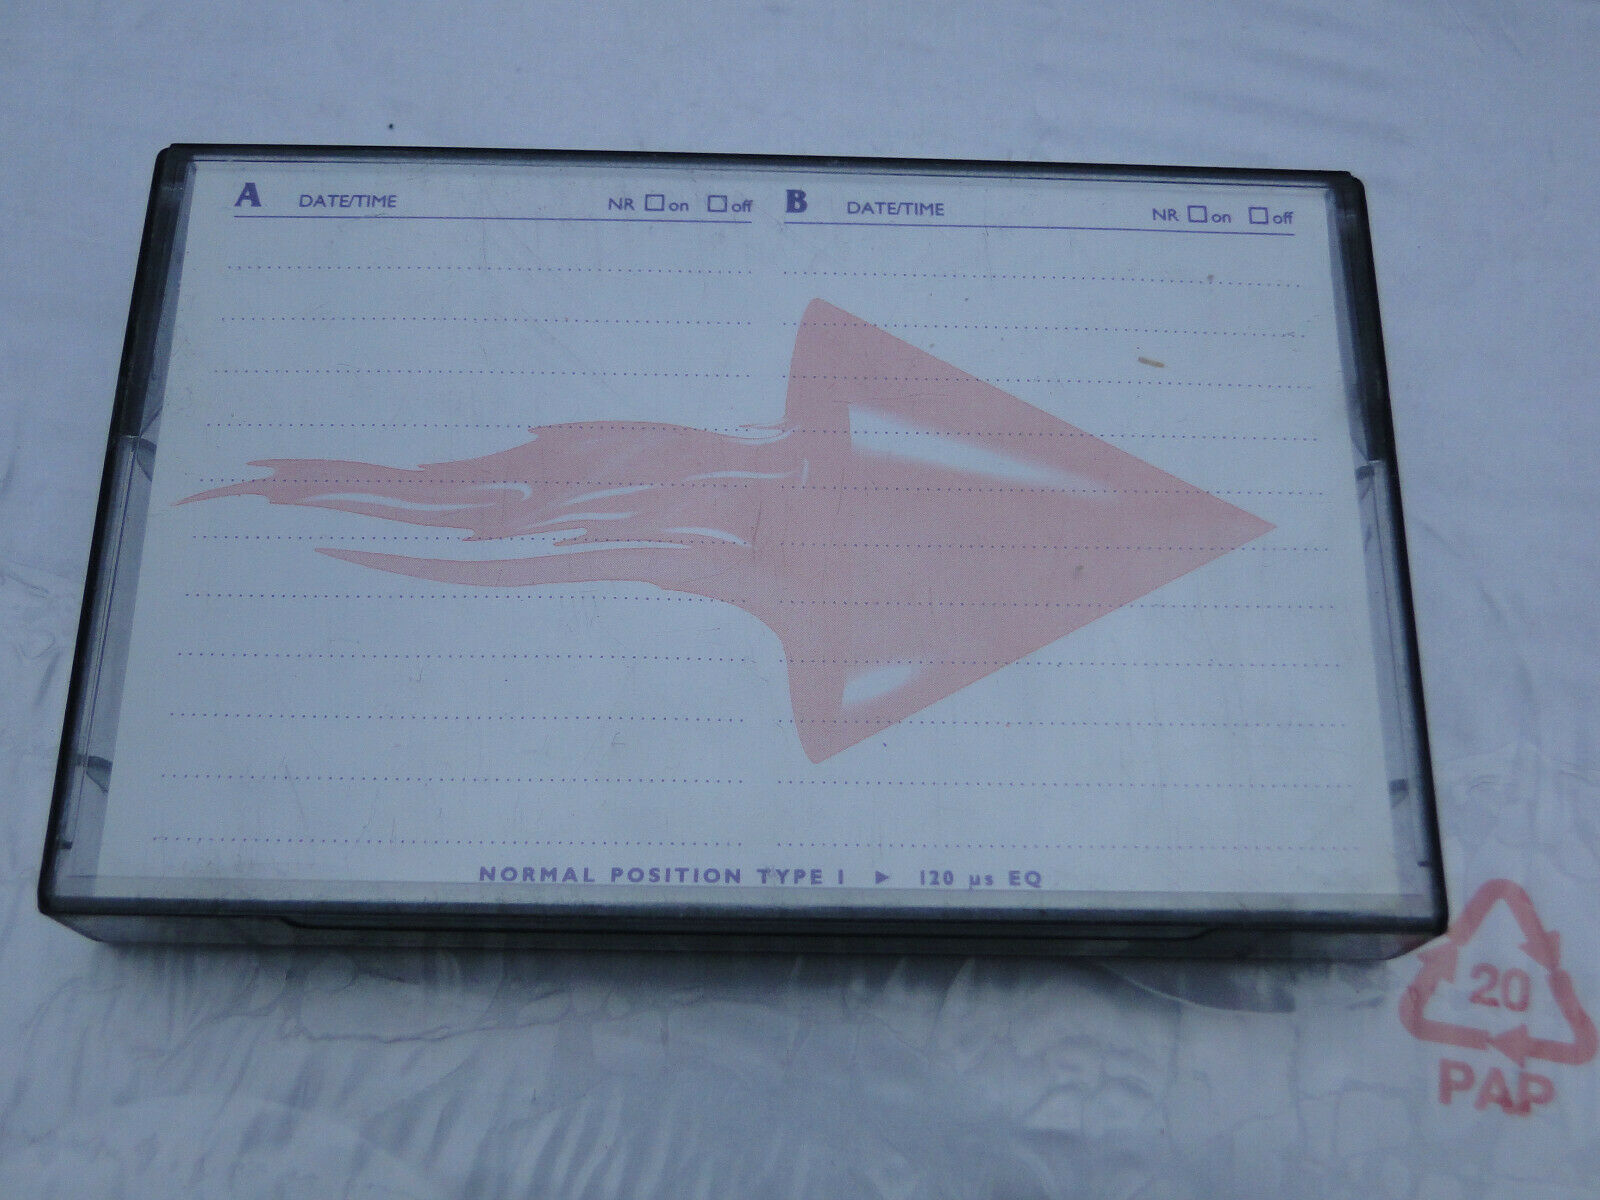 A DATE/TIME NR on off B DATE/TIME NR on off
NORMAL POSITION TYPE I ► 120 µs EQ
20
PAP